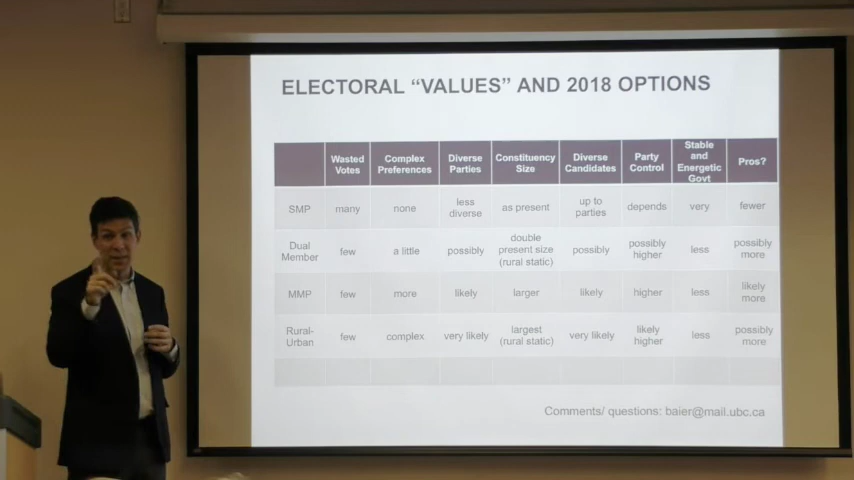 ELECTORAL “VALUES” AND 2018 OPTIONS
Wasted Votes | Complex Preferences | Diverse Parties | Constituency Size | Diverse Candidates | Party Control | Stable and Energetic Govt | Pros?
SMP | many | none | less diverse | as present | up to parties | depends | very | fewer
Dual Member | few | a little | possibly | double present size (rural static) | possibly | possibly higher | less | possibly more
MMP | few | more | likely | larger | likely | higher | less | likely more
Rural-Urban | few | complex | very likely | largest (rural static) | very likely | likely higher | less | possibly more
Comments/ questions: baier@mail.ubc.ca